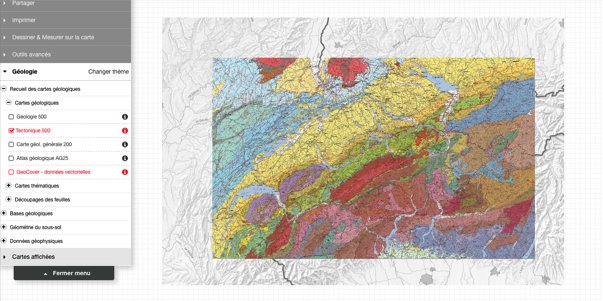 Partager
Imprimer
Dessiner & Mesurer sur la carte
Outils avancés
Géologie Changer thème
Recueil des cartes géologiques
Cartes géologiques
Géologie 500
Tectonique 500
Carte géol. générale 200
Atlas géologique AG25
GeoCover - données vectorielles
Cartes thématiques
Découpages des feuilles
Bases géologiques
Géométrie du sous-sol
Données géophysiques
Cartes affichées
Fermer menu